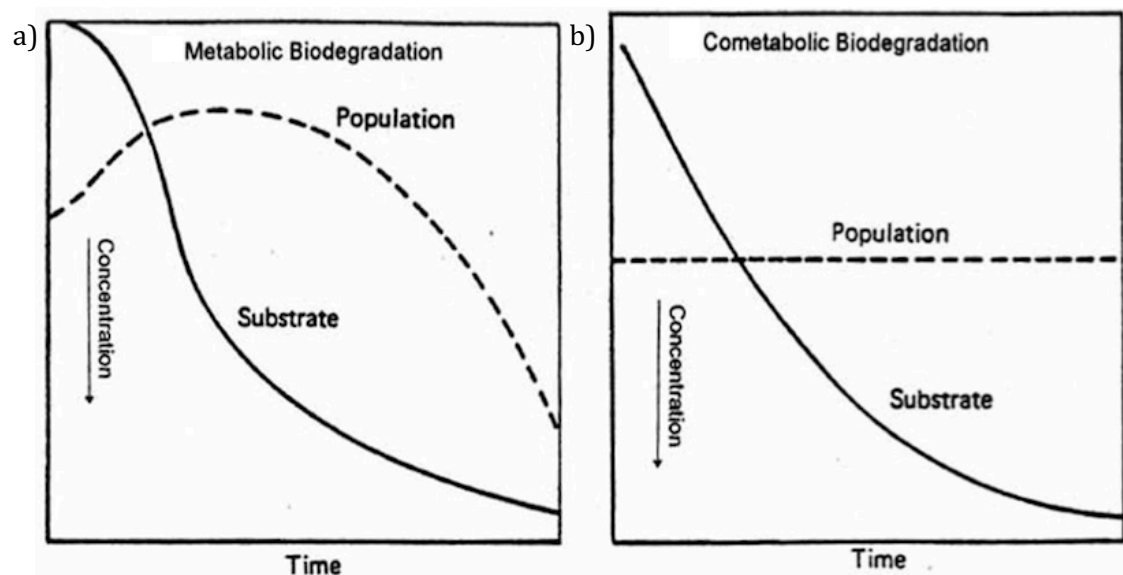 a)
Metabolic Biodegradation
Population
Concentration
Substrate
Time
b)
Cometabolic Biodegradation
Population
Concentration
Substrate
Time